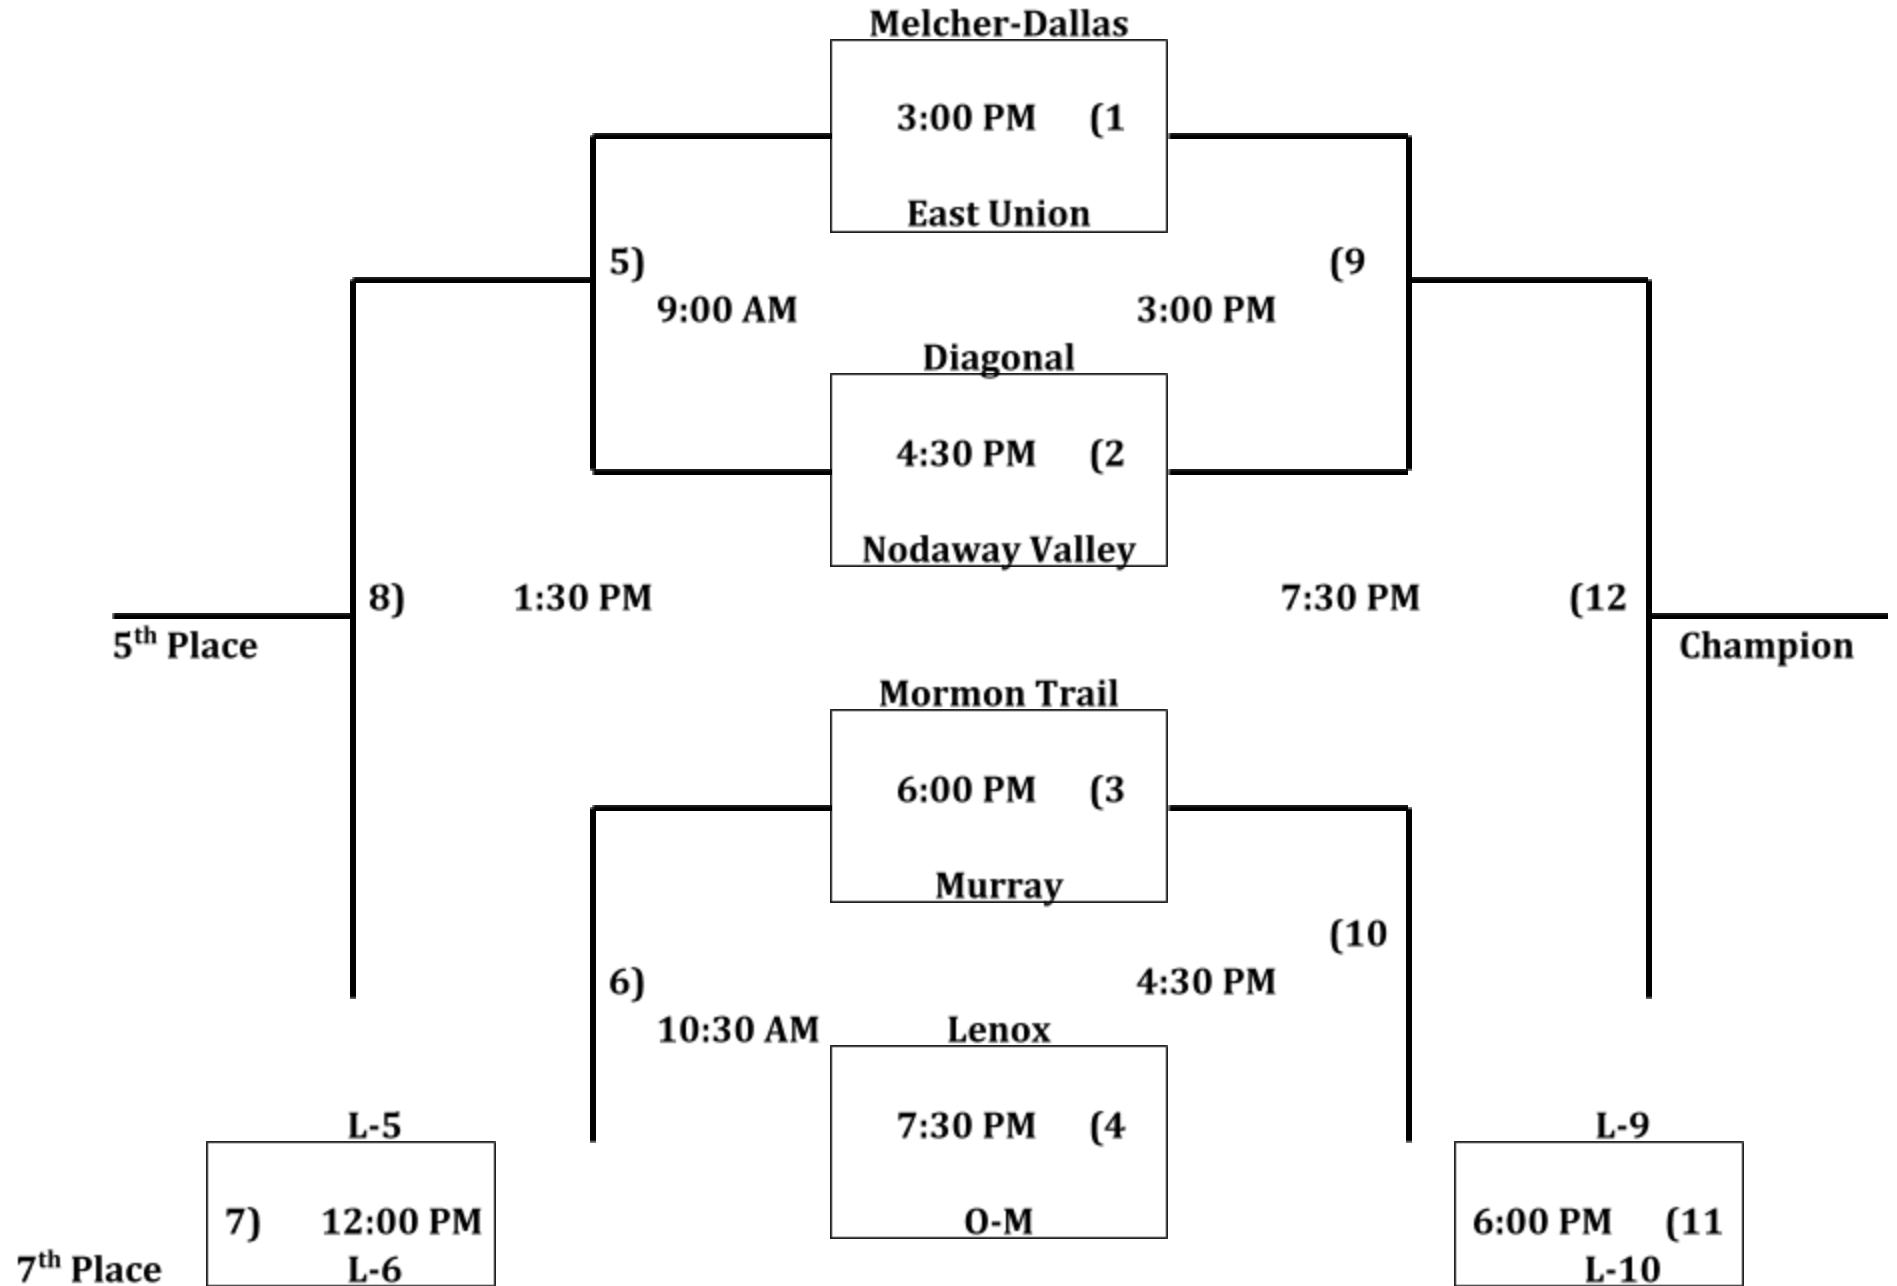 Melcher-Dallas
3:00 PM (1
East Union
5) (9
9:00 AM 3:00 PM
Diagonal
4:30 PM (2
Nodaway Valley
8) 1:30 PM 7:30 PM (12
5th Place Champion
Mormon Trail
6:00 PM (3
Murray
(10
6) 4:30 PM
10:30 AM Lenox
L-5 7:30 PM (4 L-9
7) 12:00 PM O-M 6:00 PM (11
7th Place L-6 L-10